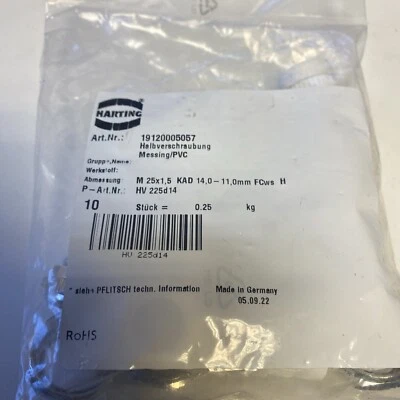 HARTING
Art.Nr.: 19120005057
Halbverschraubung
Messing/PVC
Gruppe,Name:
Werkstoff:
Abmessung: M 25x1,5 KAD 14,0-11,0mm FCws H
P-Art.Nr.: HV 225d14
10 Stück = 0.25 kg
HV 225d14
* siehe PFLITSCH techn. Information Made in Germany
05.09.22
RoHS